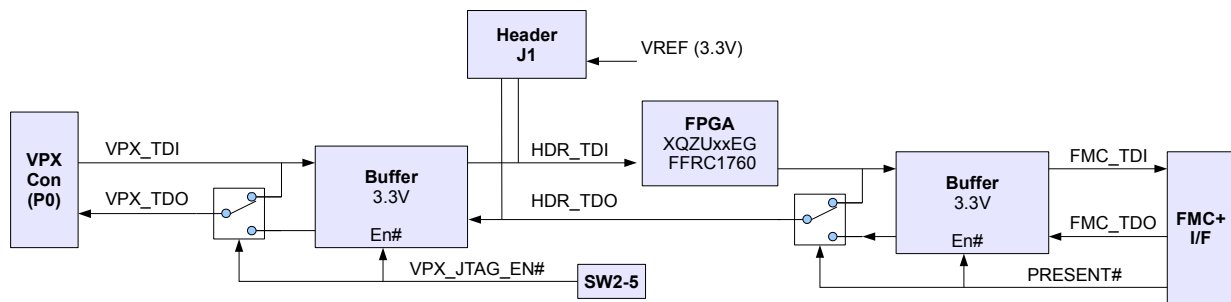 Header
J1
VREF (3.3V)
VPX
Con
(P0)
VPX_TDI
VPX_TDO
Buffer
3.3V
En#
HDR_TDI
HDR_TDO
FPGA
XQZUxxEG
FFRC1760
Buffer
3.3V
En#
FMC_TDI
FMC_TDO
FMC+
I/F
VPX_JTAG_EN#
SW2-5
PRESENT#